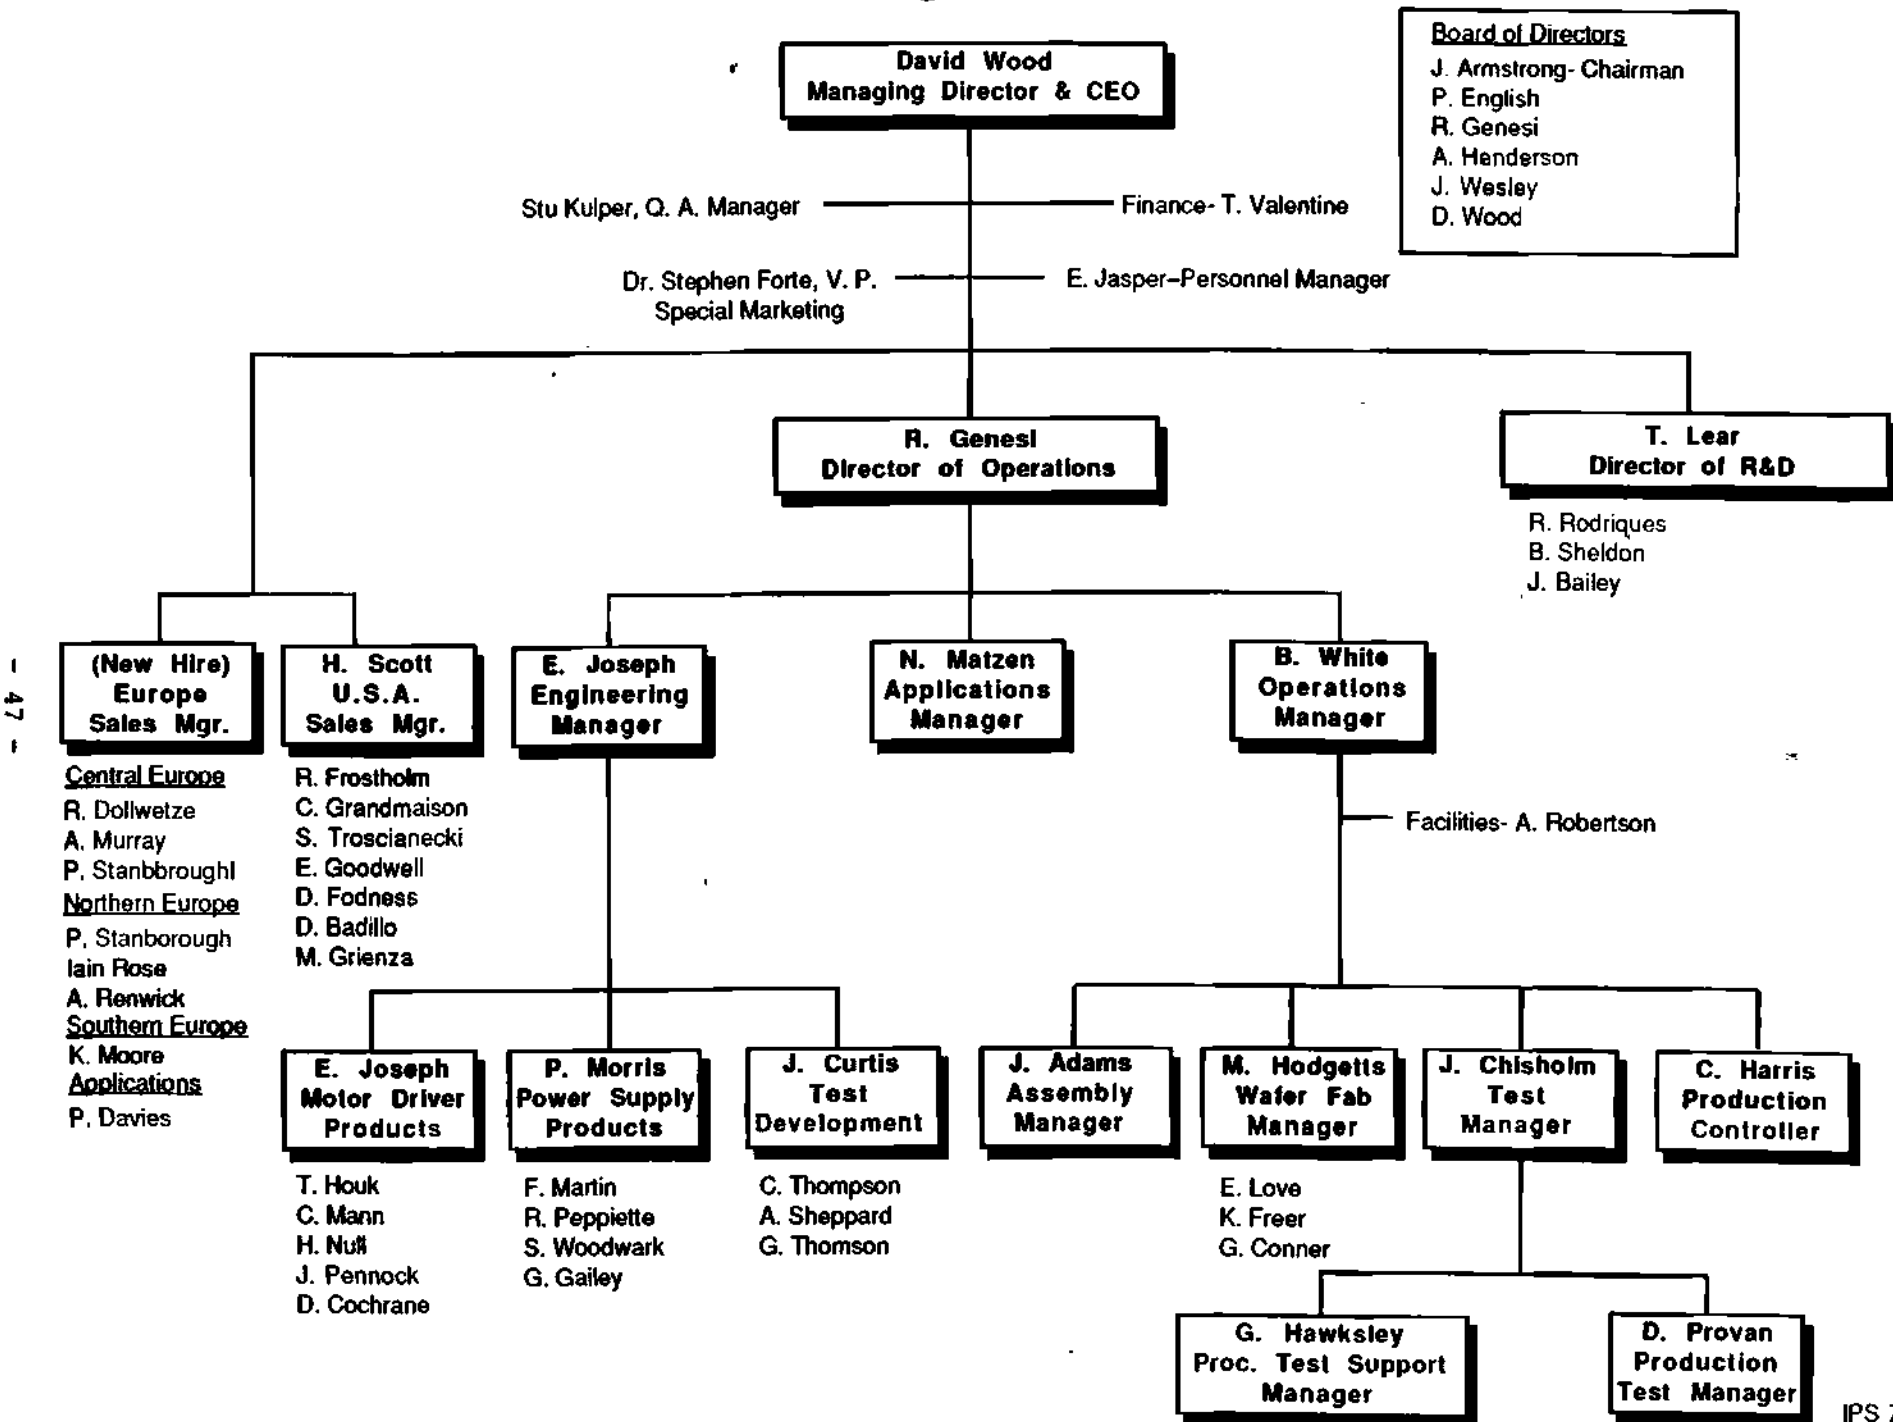 David Wood
Managing Director & CEO
Board of Directors
J. Armstrong- Chairman
P. English
R. Genesi
A. Henderson
J. Wesley
D. Wood
Stu Kulper, Q. A. Manager
Finance- T. Valentine
Dr. Stephen Forte, V. P.
Special Marketing
E. Jasper–Personnel Manager
R. Genesi
Director of Operations
T. Lear
Director of R&D
R. Rodriques
B. Sheldon
J. Bailey
(New Hire)
Europe
Sales Mgr.
Central Europe
R. Dollwetze
A. Murray
P. Stanbbroughl
Northern Europe
P. Stanborough
Iain Rose
A. Renwick
Southern Europe
K. Moore
Applications
P. Davies
H. Scott
U.S.A.
Sales Mgr.
R. Frostholm
C. Grandmaison
S. Troscianecki
E. Goodwell
D. Fodness
D. Badillo
M. Grienza
E. Joseph
Engineering
Manager
N. Matzen
Applications
Manager
B. White
Operations
Manager
Facilities- A. Robertson
E. Joseph
Motor Driver
Products
T. Houk
C. Mann
H. Null
J. Pennock
D. Cochrane
P. Morris
Power Supply
Products
F. Martin
R. Peppiette
S. Woodwark
G. Gailey
J. Curtis
Test
Development
C. Thompson
A. Sheppard
G. Thomson
J. Adams
Assembly
Manager
M. Hodgetts
Wafer Fab
Manager
E. Love
K. Freer
G. Conner
J. Chisholm
Test
Manager
C. Harris
Production
Controller
G. Hawksley
Proc. Test Support
Manager
D. Provan
Production
Test Manager
- 47 -
IPS